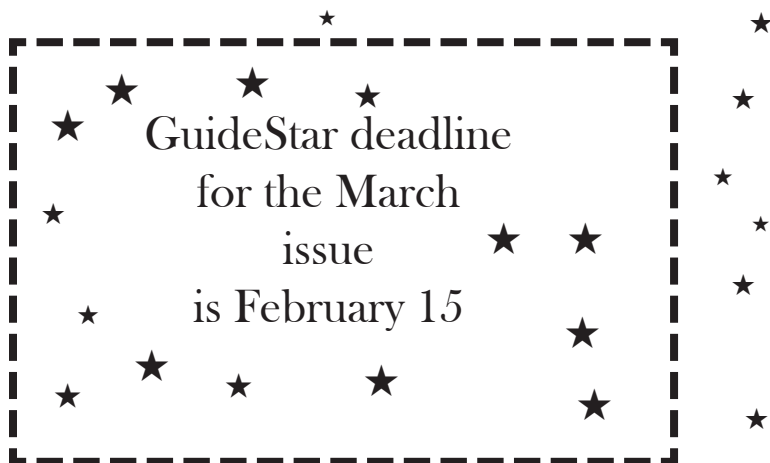 GuideStar deadline
for the March
issue
is February 15